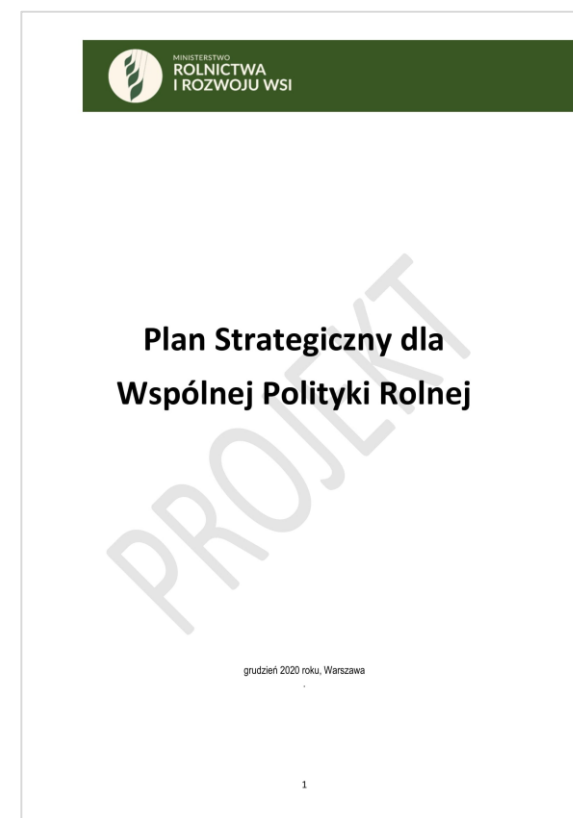 MINISTERSTWO
ROLNICTWA
I ROZWOJU WSI
Plan Strategiczny dla
Wspólnej Polityki Rolnej
PROJEKT
grudzień 2020 roku, Warszawa
.
1